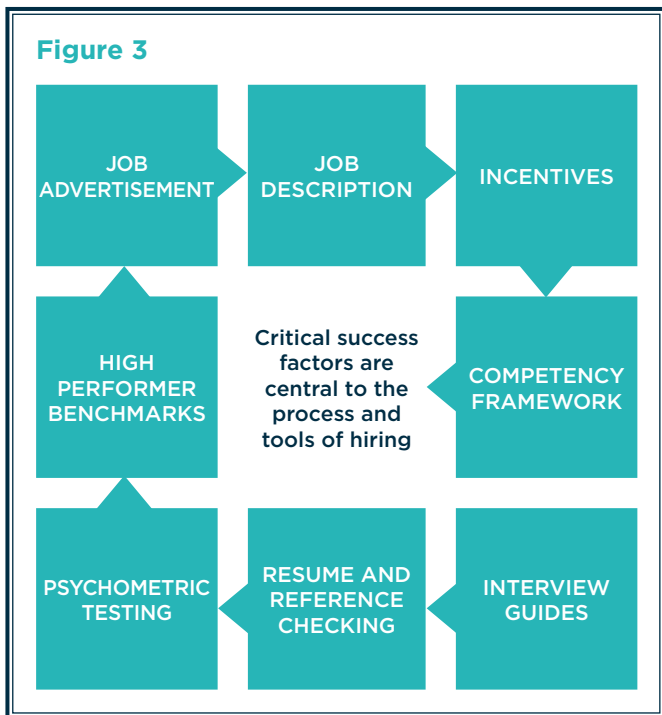 Figure 3
JOB
ADVERTISEMENT
JOB
DESCRIPTION
INCENTIVES
HIGH
PERFORMER
BENCHMARKS
Critical success
factors are
central to the
process and
tools of hiring
COMPETENCY
FRAMEWORK
PSYCHOMETRIC
TESTING
RESUME AND
REFERENCE
CHECKING
INTERVIEW
GUIDES